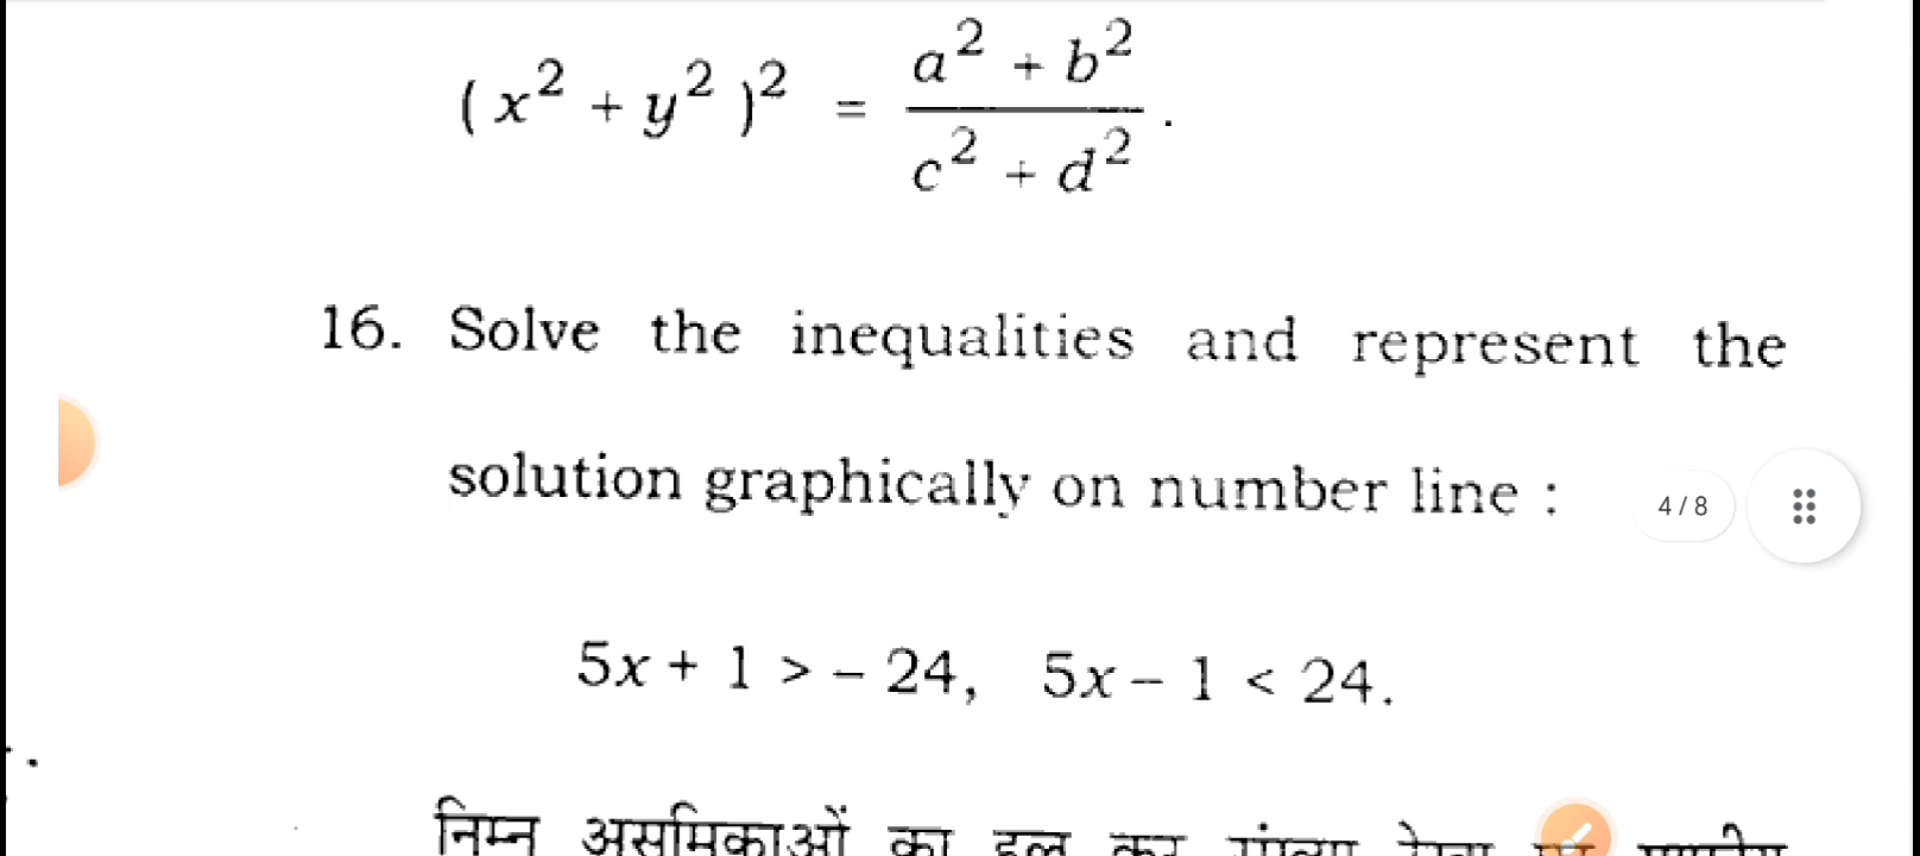 ( x² + y² )² = a² + b² / c² + d² .
16. Solve the inequalities and represent the
solution graphically on number line :
4 / 8
5x + 1 > – 24, 5x – 1 < 24.
निम्न असमिकाओं का हल कर